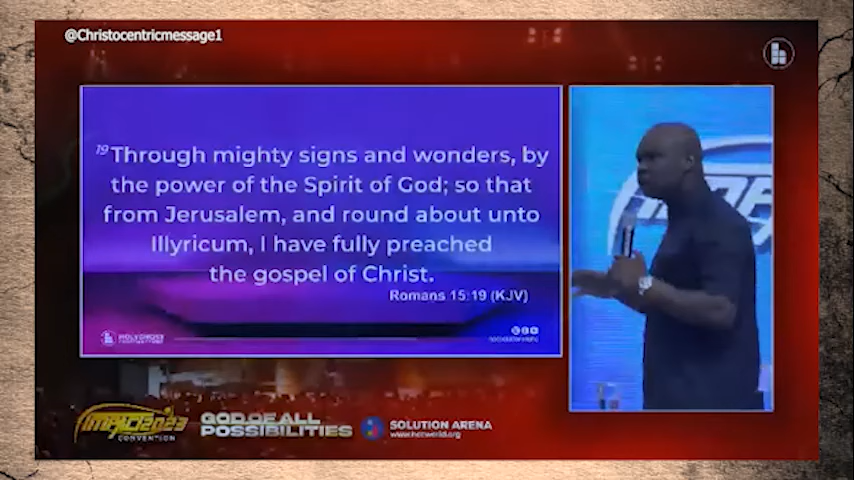 @Christocentricmessage1
19 Through mighty signs and wonders, by
the power of the Spirit of God; so that
from Jerusalem, and round about unto
Illyricum, I have fully preached
the gospel of Christ.
Romans 15:19 (KJV)
IMPACT2023
CONVENTION
GOD OF ALL
POSSIBILITIES
SOLUTION ARENA